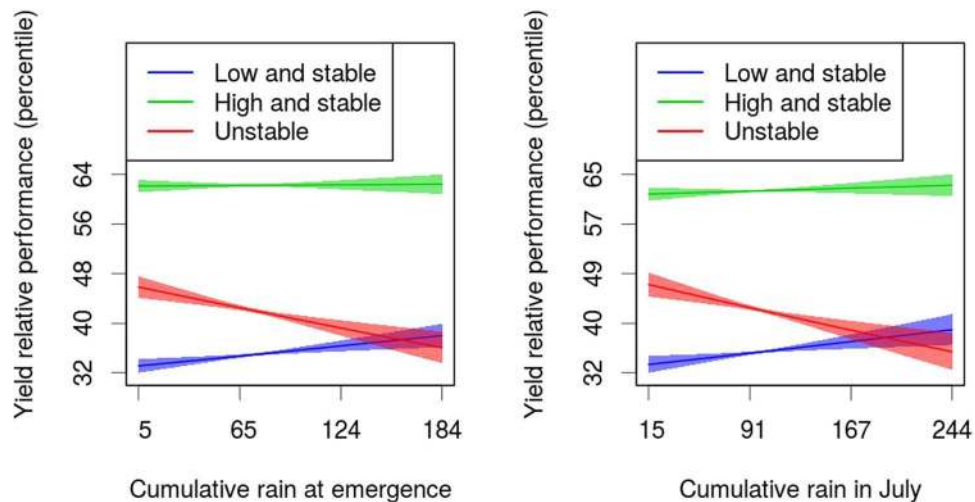 Yield relative performance (percentile)
Low and stable
High and stable
Unstable
64
56
48
40
32
5 65 124 184
Cumulative rain at emergence
Yield relative performance (percentile)
Low and stable
High and stable
Unstable
65
57
49
40
32
15 91 167 244
Cumulative rain in July